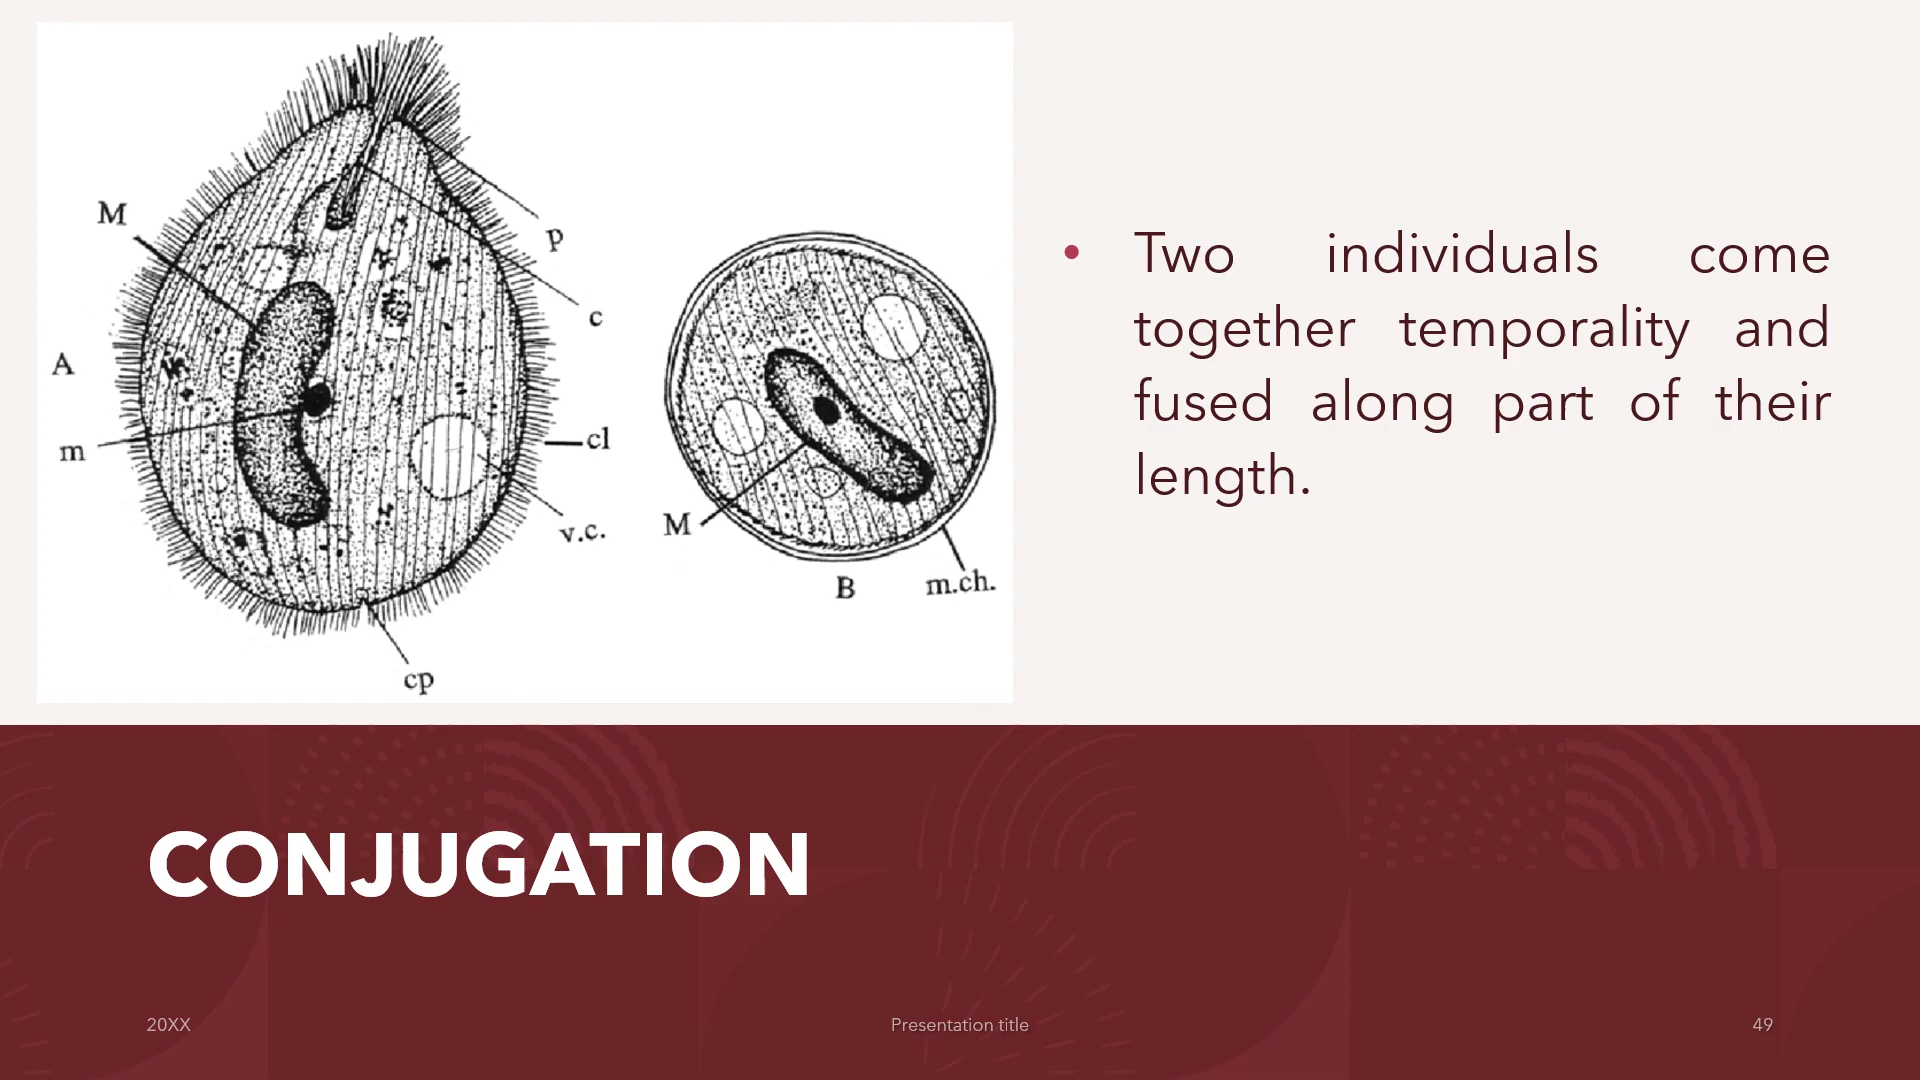 M
p
c
A
m
cl
v.c.
M
B
m.ch.
cp
• Two individuals come
together temporality and
fused along part of their
length.
CONJUGATION
20XX
Presentation title
49